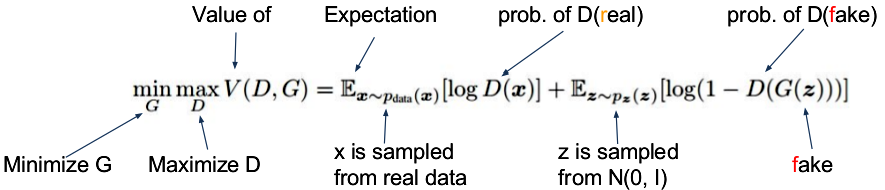 Value of Expectation prob. of D(real) prob. of D(fake)
min max V(D, G) = 𝔼x∼pdata(x)[log D(x)] + 𝔼z∼pz(z)[log(1 − D(G(z)))]
G D
Minimize G Maximize D x is sampled z is sampled fake
from real data from N(0, I)